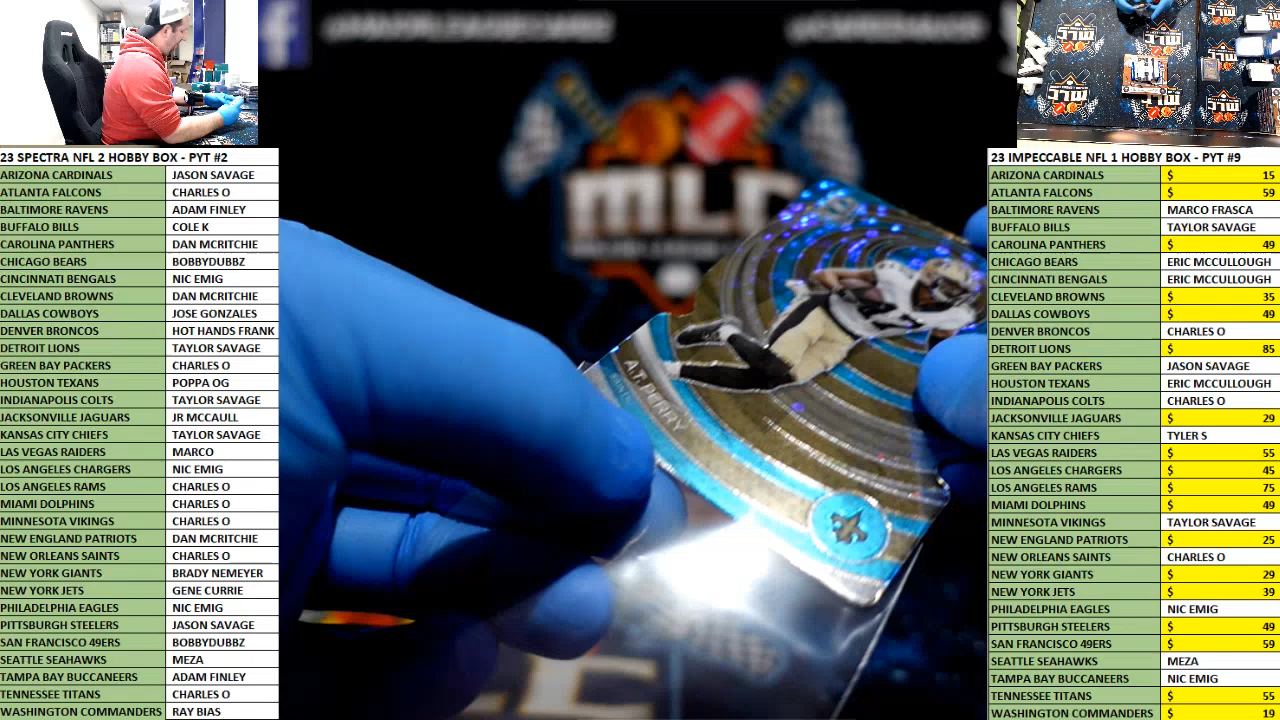 23 SPECTRA NFL 2 HOBBY BOX - PYT #2
ARIZONA CARDINALS JASON SAVAGE
ATLANTA FALCONS CHARLES O
BALTIMORE RAVENS ADAM FINLEY
BUFFALO BILLS COLE K
CAROLINA PANTHERS DAN MCRITCHIE
CHICAGO BEARS BOBBYDUBBZ
CINCINNATI BENGALS NIC EMIG
CLEVELAND BROWNS DAN MCRITCHIE
DALLAS COWBOYS JOSE GONZALES
DENVER BRONCOS HOT HANDS FRANK
DETROIT LIONS TAYLOR SAVAGE
GREEN BAY PACKERS CHARLES O
HOUSTON TEXANS POPPA OG
INDIANAPOLIS COLTS TAYLOR SAVAGE
JACKSONVILLE JAGUARS JR MCCAULL
KANSAS CITY CHIEFS TAYLOR SAVAGE
LAS VEGAS RAIDERS MARCO
LOS ANGELES CHARGERS NIC EMIG
LOS ANGELES RAMS CHARLES O
MIAMI DOLPHINS CHARLES O
MINNESOTA VIKINGS CHARLES O
NEW ENGLAND PATRIOTS DAN MCRITCHIE
NEW ORLEANS SAINTS CHARLES O
NEW YORK GIANTS BRADY NEMEYER
NEW YORK JETS GENE CURRIE
PHILADELPHIA EAGLES NIC EMIG
PITTSBURGH STEELERS JASON SAVAGE
SAN FRANCISCO 49ERS BOBBYDUBBZ
SEATTLE SEAHAWKS MEZA
TAMPA BAY BUCCANEERS ADAM FINLEY
TENNESSEE TITANS CHARLES O
WASHINGTON COMMANDERS RAY BIAS
MLC
A.T. PERRY
23 IMPECCABLE NFL 1 HOBBY BOX - PYT #9
ARIZONA CARDINALS $ 15
ATLANTA FALCONS $ 59
BALTIMORE RAVENS MARCO FRASCA
BUFFALO BILLS TAYLOR SAVAGE
CAROLINA PANTHERS $ 49
CHICAGO BEARS ERIC MCCULLOUGH
CINCINNATI BENGALS ERIC MCCULLOUGH
CLEVELAND BROWNS $ 35
DALLAS COWBOYS $ 49
DENVER BRONCOS CHARLES O
DETROIT LIONS $ 85
GREEN BAY PACKERS JASON SAVAGE
HOUSTON TEXANS ERIC MCCULLOUGH
INDIANAPOLIS COLTS CHARLES O
JACKSONVILLE JAGUARS $ 29
KANSAS CITY CHIEFS TYLER S
LAS VEGAS RAIDERS $ 55
LOS ANGELES CHARGERS $ 45
LOS ANGELES RAMS $ 75
MIAMI DOLPHINS $ 49
MINNESOTA VIKINGS TAYLOR SAVAGE
NEW ENGLAND PATRIOTS $ 25
NEW ORLEANS SAINTS CHARLES O
NEW YORK GIANTS $ 29
NEW YORK JETS $ 39
PHILADELPHIA EAGLES NIC EMIG
PITTSBURGH STEELERS $ 49
SAN FRANCISCO 49ERS $ 59
SEATTLE SEAHAWKS MEZA
TAMPA BAY BUCCANEERS NIC EMIG
TENNESSEE TITANS $ 55
WASHINGTON COMMANDERS $ 19